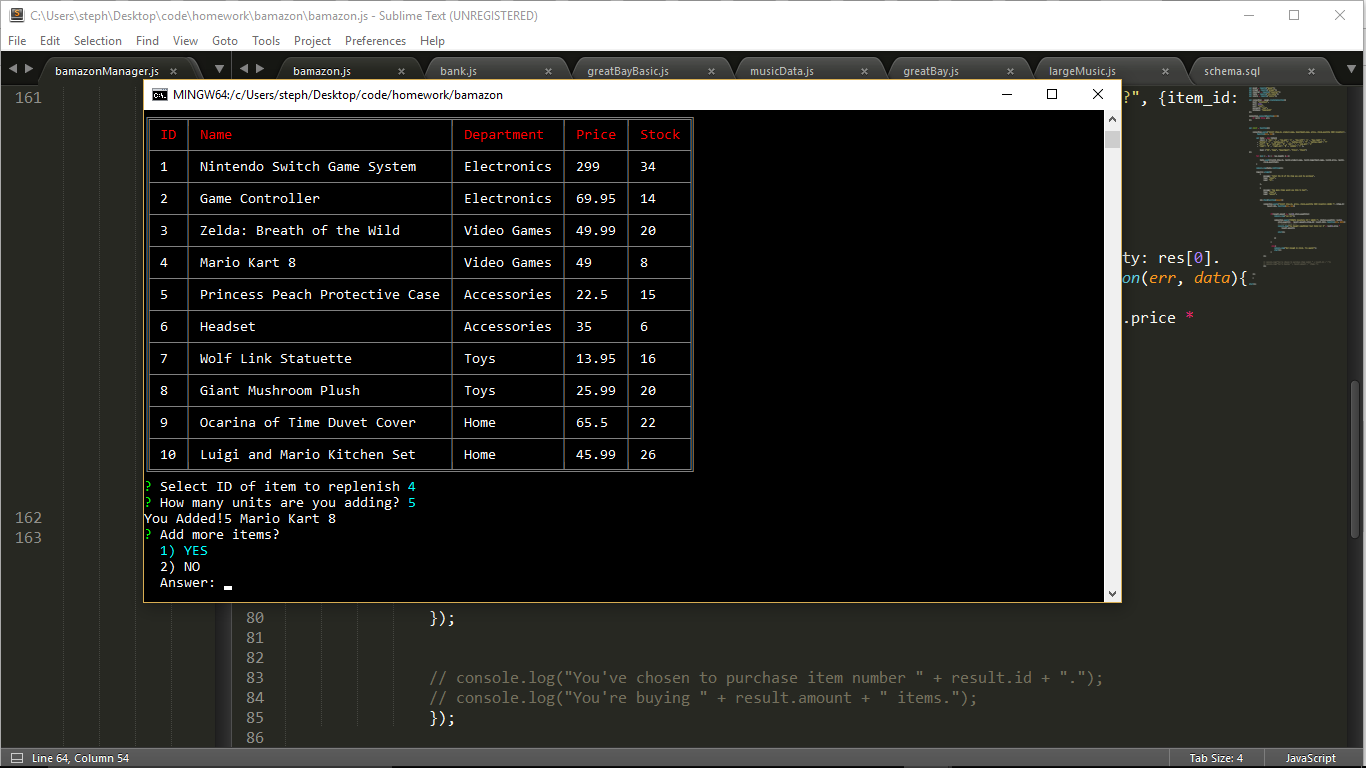 C:\Users\steph\Desktop\code\homework\bamazon\bamazon.js - Sublime Text (UNREGISTERED)
File Edit Selection Find View Goto Tools Project Preferences Help
bamazonManager.js × bamazon.js × bank.js × greatBayBasic.js × musicData.js × greatBay.js × largeMusic.js × schema.sql ×
161 ?", {item_id:
MINGW64:/c/Users/steph/Desktop/code/homework/bamazon
ID Name Department Price Stock
1 Nintendo Switch Game System Electronics 299 34
2 Game Controller Electronics 69.95 14
3 Zelda: Breath of the Wild Video Games 49.99 20
4 Mario Kart 8 Video Games 49 8
5 Princess Peach Protective Case Accessories 22.5 15
6 Headset Accessories 35 6
7 Wolf Link Statuette Toys 13.95 16
8 Giant Mushroom Plush Toys 25.99 20
9 Ocarina of Time Duvet Cover Home 65.5 22
10 Luigi and Mario Kitchen Set Home 45.99 26
? Select ID of item to replenish 4
? How many units are you adding? 5
You Added!5 Mario Kart 8
? Add more items?
1) YES
2) NO
Answer:
ty: res[0].
on(err, data){
.price *
162
163
80 });
81
82
83 // console.log("You've chosen to purchase item number " + result.id + ".");
84 // console.log("You're buying " + result.amount + " items.");
85 });
86
Line 64, Column 54 Tab Size: 4 JavaScript